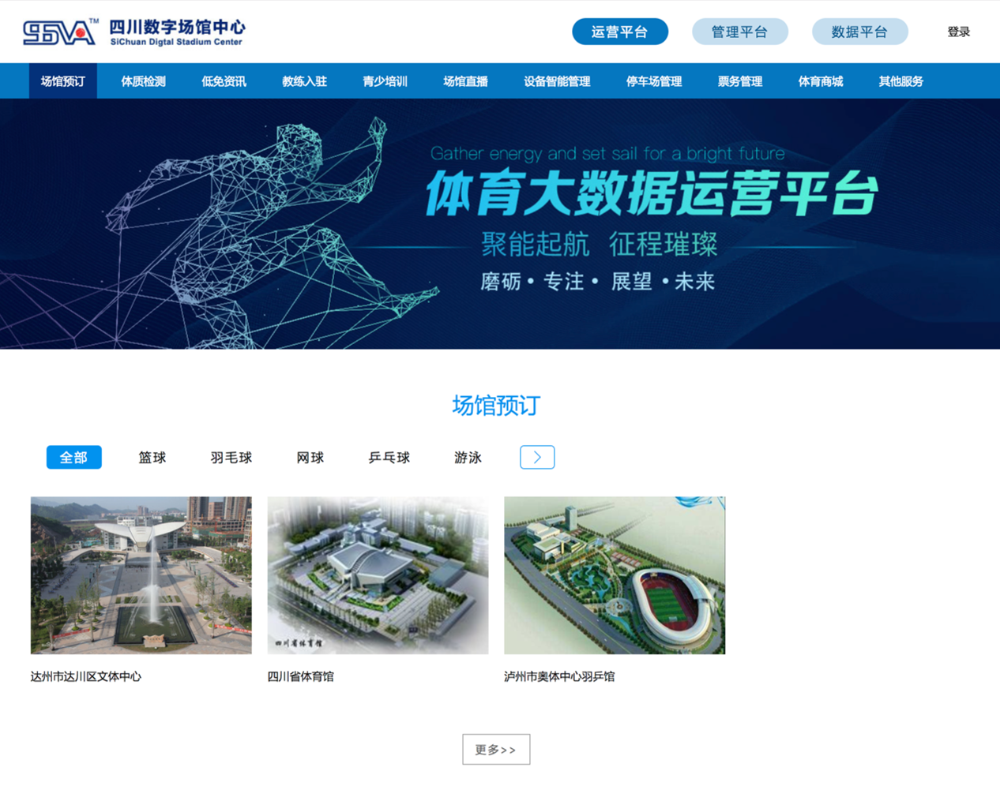 SSVA™ 四川数字场馆中心
SiChuan Digtal Stadium Center
运营平台 管理平台 数据平台 登录
场馆预订 体质检测 低免资讯 教练入驻 青少培训 场馆直播 设备智能管理 停车场管理 票务管理 体育商城 其他服务
Gather energy and set sail for a bright future
体育大数据运营平台
聚能起航 征程璀璨
磨砺 • 专注 • 展望 • 未来
场馆预订
全部 篮球 羽毛球 网球 乒乓球 游泳 >
四川省体育馆
达州市达川区文体中心 四川省体育馆 泸州市奥体中心羽乒馆
更多>>